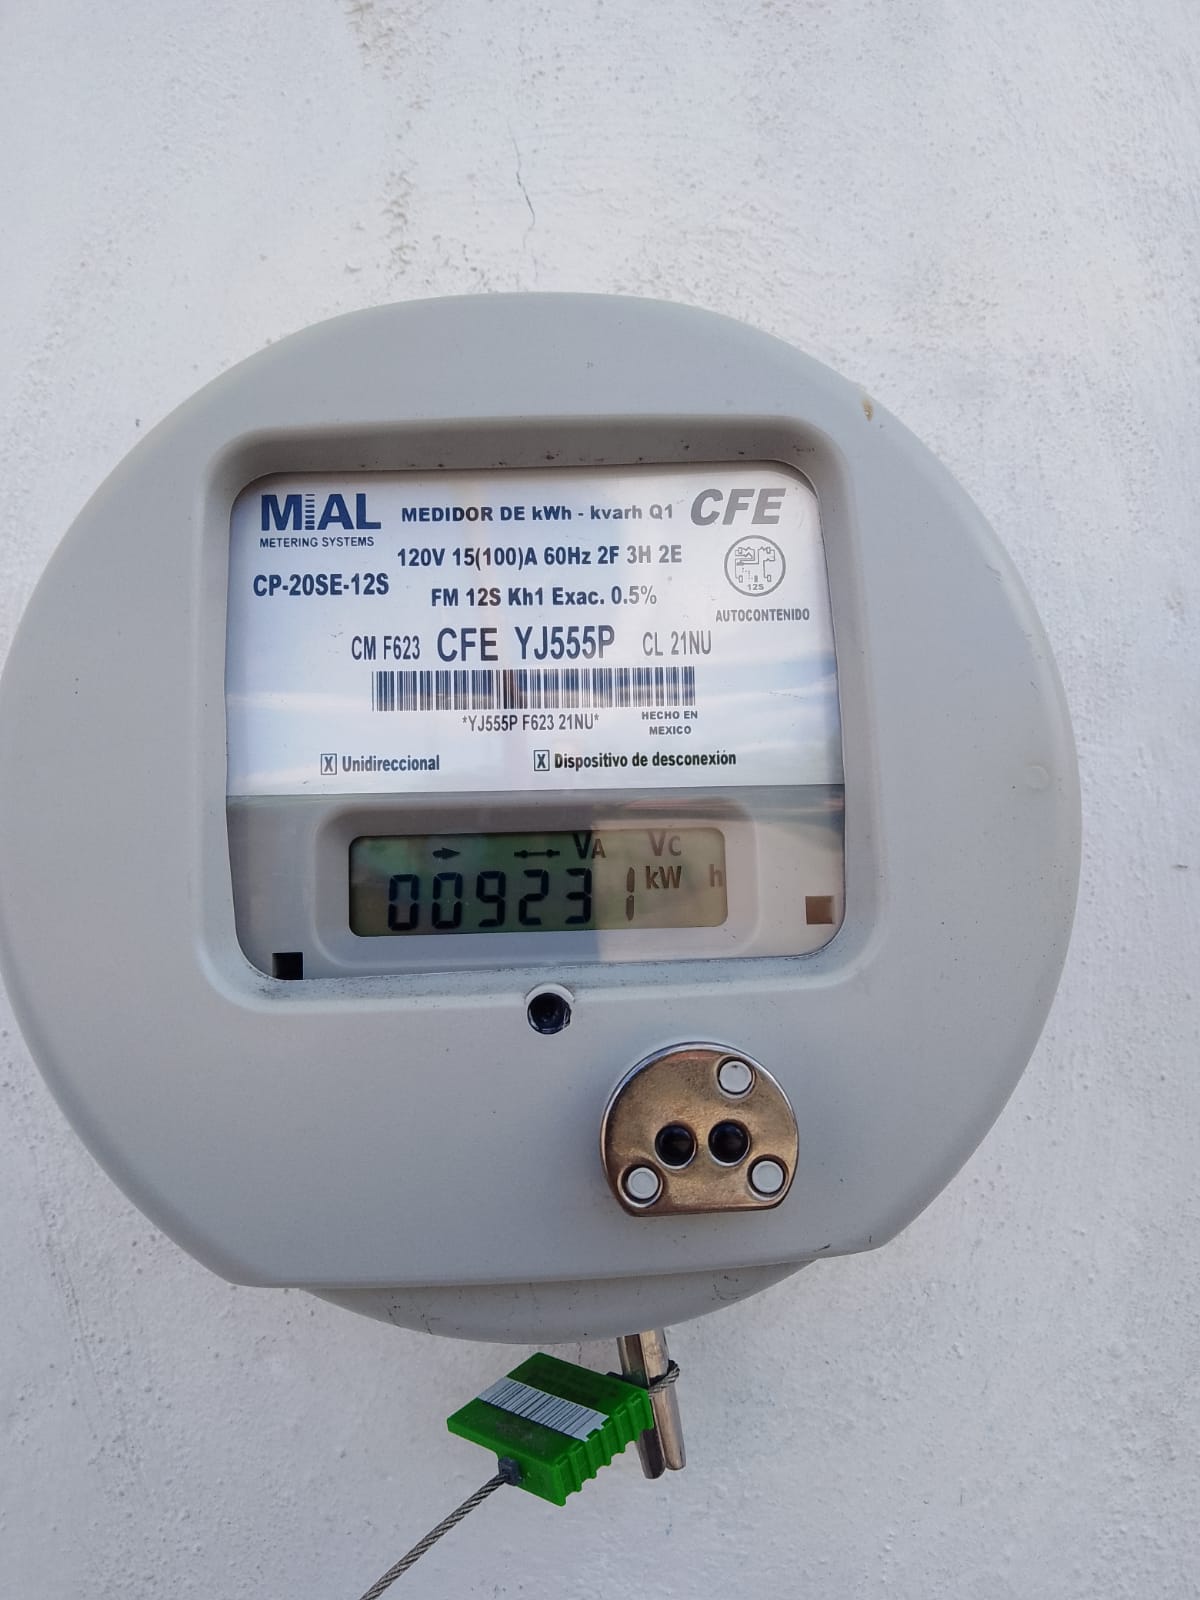 MIAL
METERING SYSTEMS
MEDIDOR DE kWh - kvarh Q1
CFE
120V 15(100)A 60Hz 2F 3H 2E
CP-20SE-12S
FM 12S Kh1 Exac. 0.5%
12S
AUTOCONTENIDO
CM F623 CFE YJ555P CL 21NU
*YJ555P F623 21NU*
HECHO EN
MEXICO
X Unidireccional
X Dispositivo de desconexión
VA VC
009231 kW h